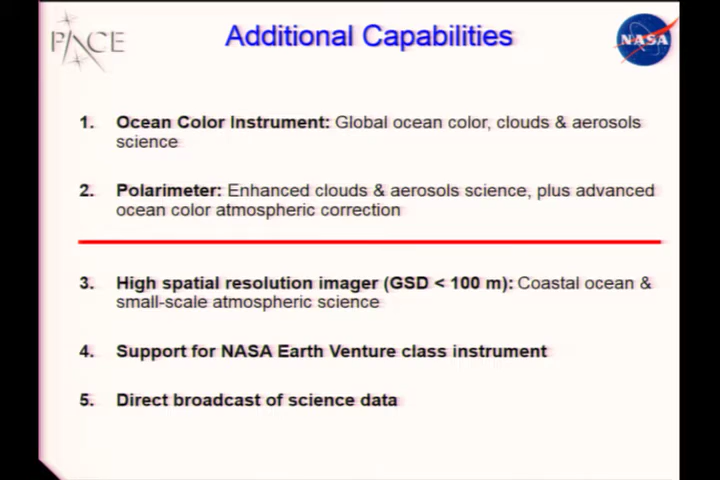 PACE
Additional Capabilities
NASA
1. Ocean Color Instrument: Global ocean color, clouds & aerosols
science
2. Polarimeter: Enhanced clouds & aerosols science, plus advanced
ocean color atmospheric correction
3. High spatial resolution imager (GSD < 100 m): Coastal ocean &
small-scale atmospheric science
4. Support for NASA Earth Venture class instrument
5. Direct broadcast of science data